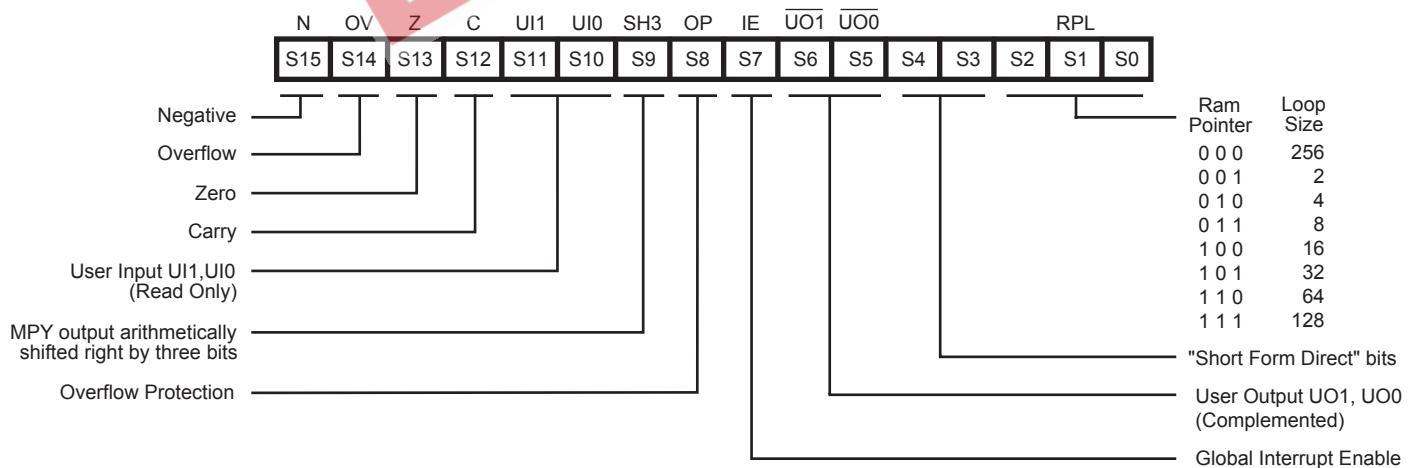 N OV Z C UI1 UI0 SH3 OP IE UO1 UO0 RPL
S15 S14 S13 S12 S11 S10 S9 S8 S7 S6 S5 S4 S3 S2 S1 S0
Negative
Overflow
Zero
Carry
User Input UI1,UI0
(Read Only)
MPY output arithmetically
shifted right by three bits
Overflow Protection
Ram Loop
Pointer Size
0 0 0 256
0 0 1 2
0 1 0 4
0 1 1 8
1 0 0 16
1 0 1 32
1 1 0 64
1 1 1 128
"Short Form Direct" bits
User Output UO1, UO0
(Complemented)
Global Interrupt Enable